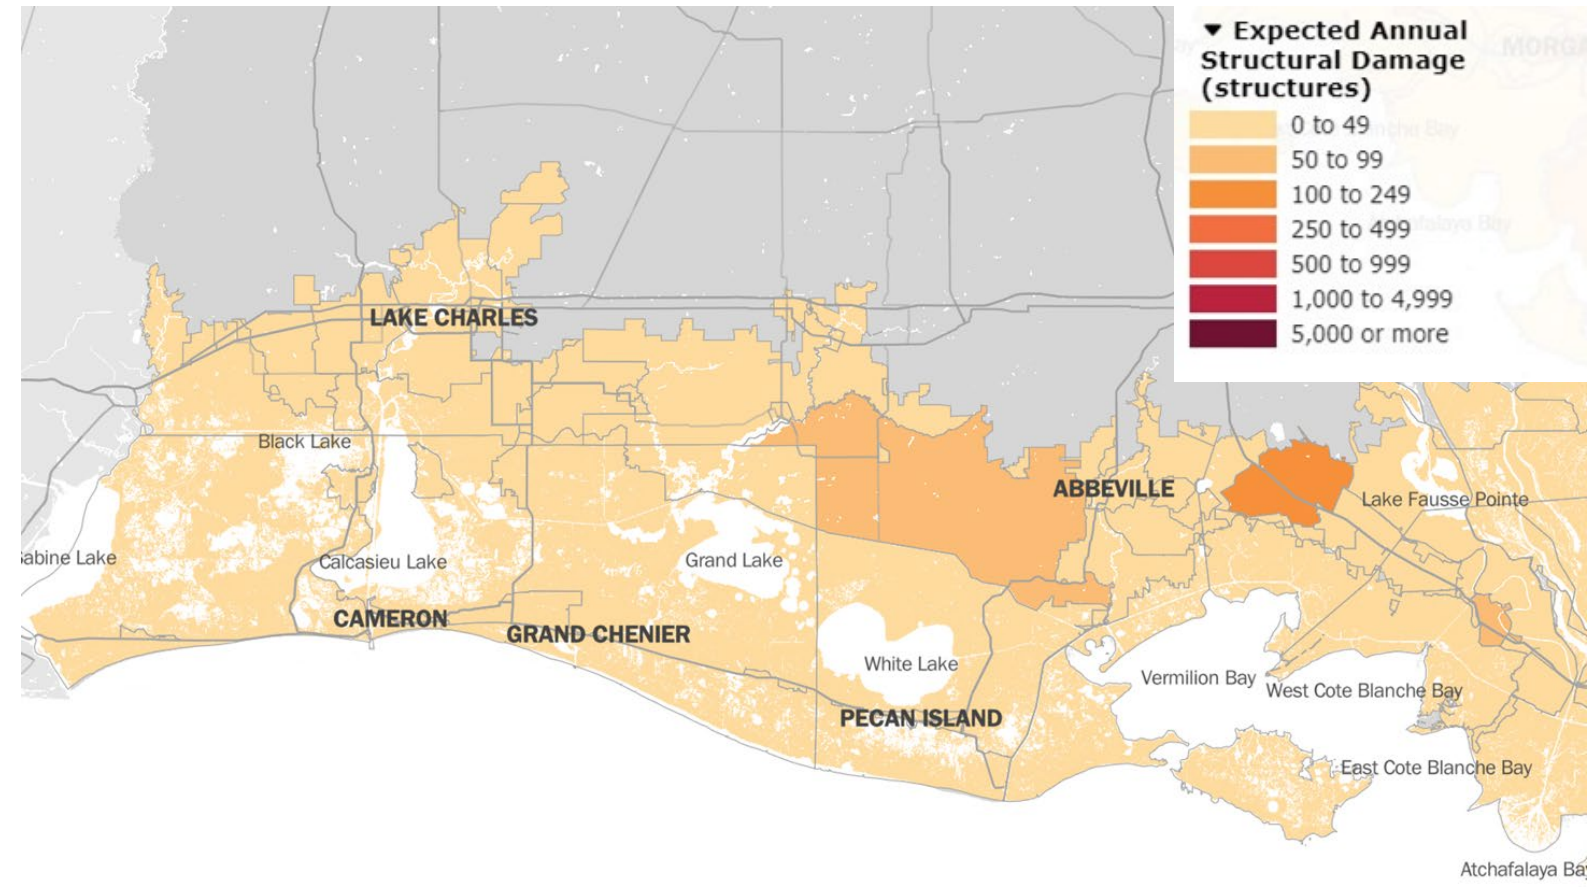 ▼ Expected Annual
Structural Damage
(structures)
0 to 49
50 to 99
100 to 249
250 to 499
500 to 999
1,000 to 4,999
5,000 or more
LAKE CHARLES
Black Lake
ABBEVILLE
Lake Fausse Pointe
Calcasieu Lake
Grand Lake
CAMERON
GRAND CHENIER
White Lake
Vermilion Bay
West Cote Blanche Bay
PECAN ISLAND
East Cote Blanche Bay
Atchafalaya Bay